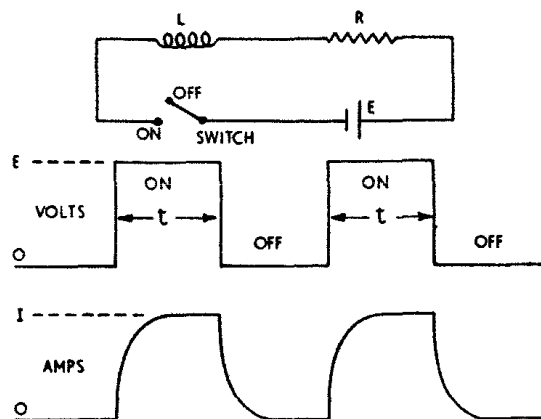 L R
OFF
E
ON SWITCH
E ON ON
VOLTS t t
OFF OFF
O
I
AMPS
O